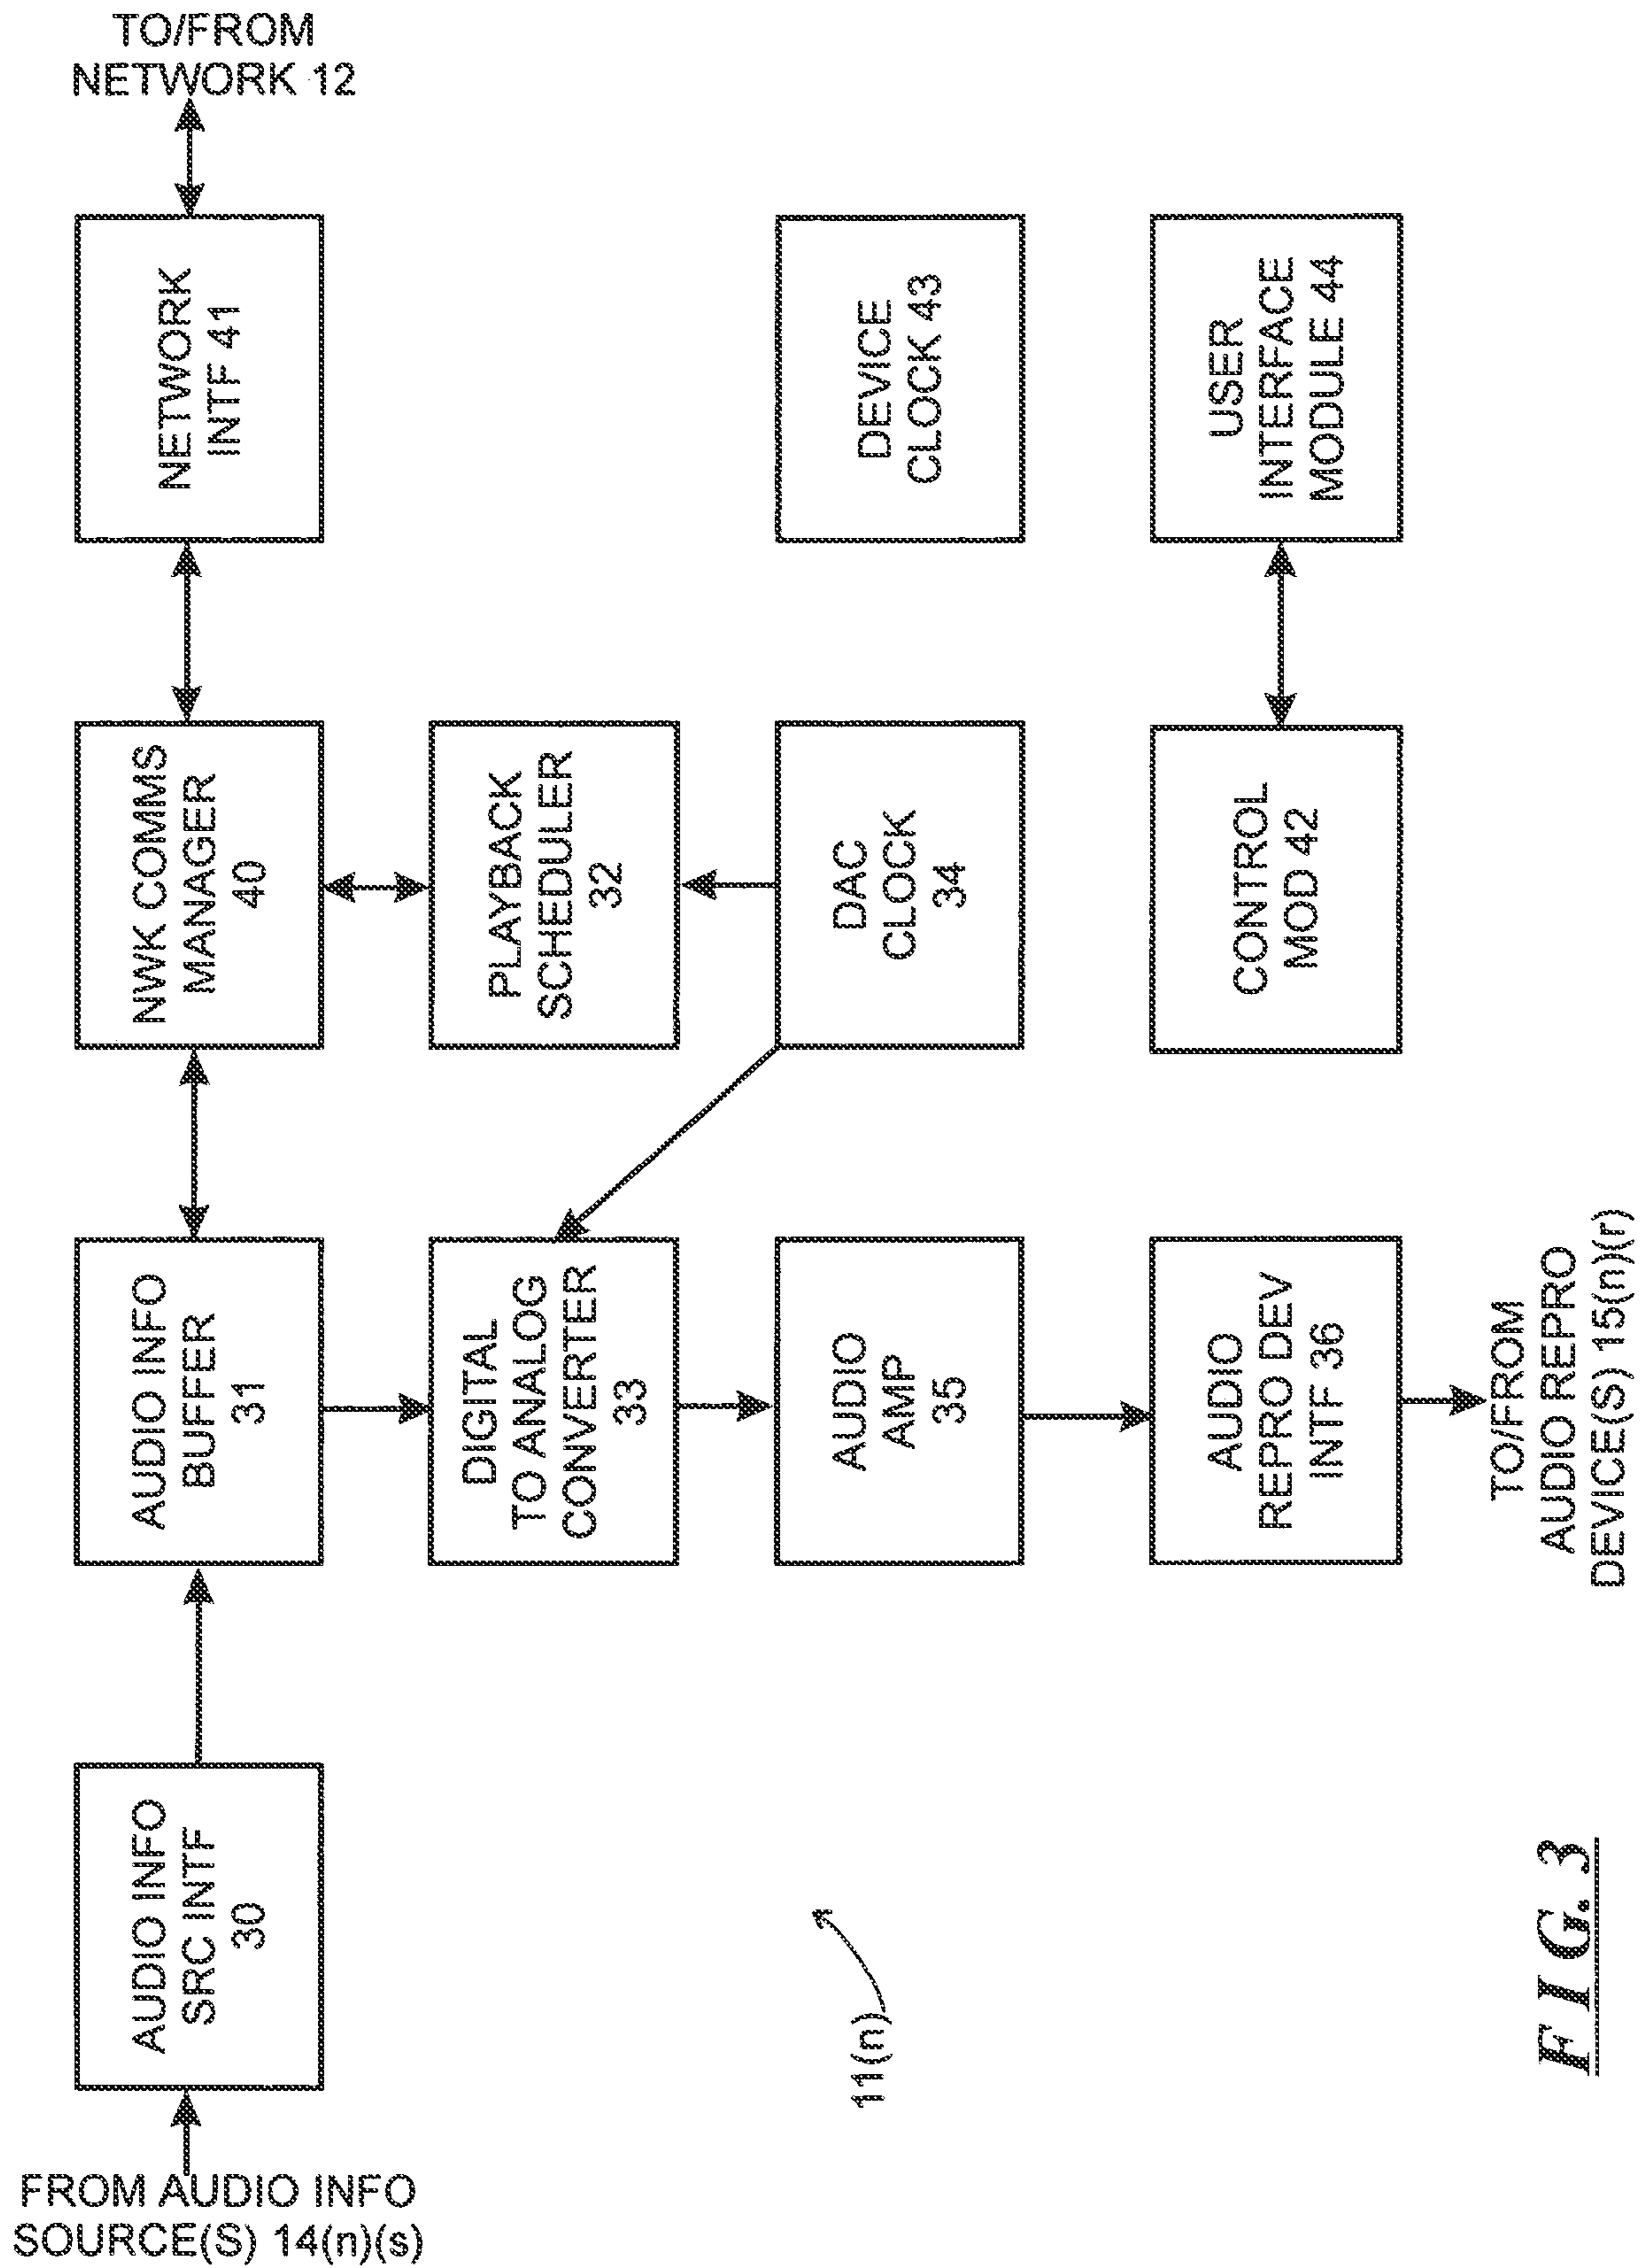 TO/FROM
NETWORK 12
NETWORK
INTF 41
DEVICE
CLOCK 43
USER
INTERFACE
MODULE 44
NWK COMMS
MANAGER
40
PLAYBACK
SCHEDULER
32
DAC
CLOCK
34
CONTROL
MOD 42
AUDIO INFO
BUFFER
31
DIGITAL
TO ANALOG
CONVERTER
33
AUDIO
AMP
35
AUDIO
REPRO DEV
INTF 36
TO/FROM
AUDIO REPRO
DEVICE(S) 15(n)(r)
AUDIO INFO
SRC INTF
30
11(n)
FROM AUDIO INFO
SOURCE(S) 14(n)(s)
FIG. 3